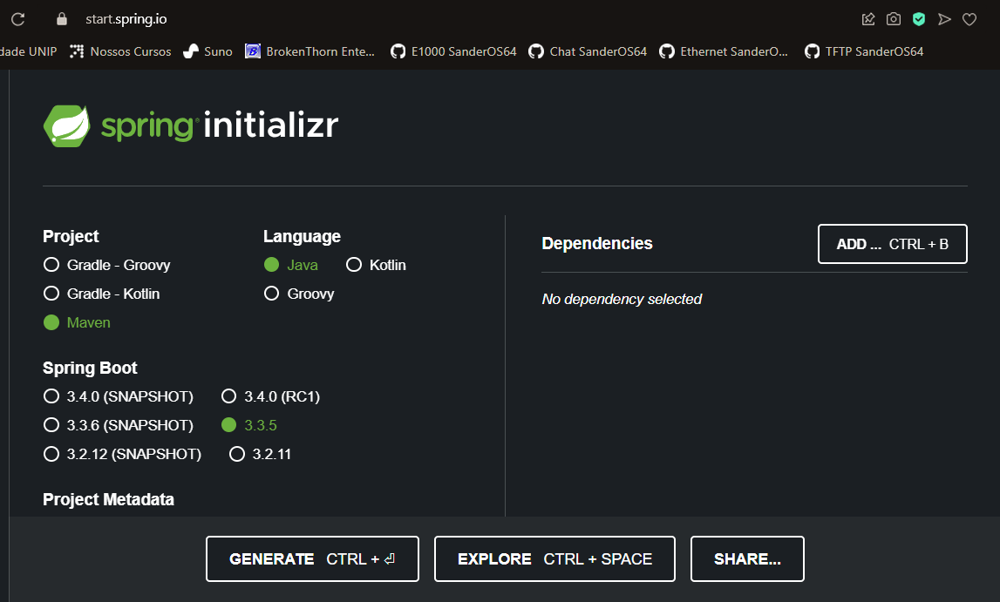 start.spring.io
dade UNIP Nossos Cursos Suno BrokenThorn Ente... E1000 SanderOS64 Chat SanderOS64 Ethernet SanderO... TFTP SanderOS64
spring initializr
Project
Gradle - Groovy
Gradle - Kotlin
Maven
Language
Java Kotlin
Groovy
Spring Boot
3.4.0 (SNAPSHOT) 3.4.0 (RC1)
3.3.6 (SNAPSHOT) 3.3.5
3.2.12 (SNAPSHOT) 3.2.11
Project Metadata
Dependencies
ADD ... CTRL + B
No dependency selected
GENERATE CTRL + ⏎
EXPLORE CTRL + SPACE
SHARE...